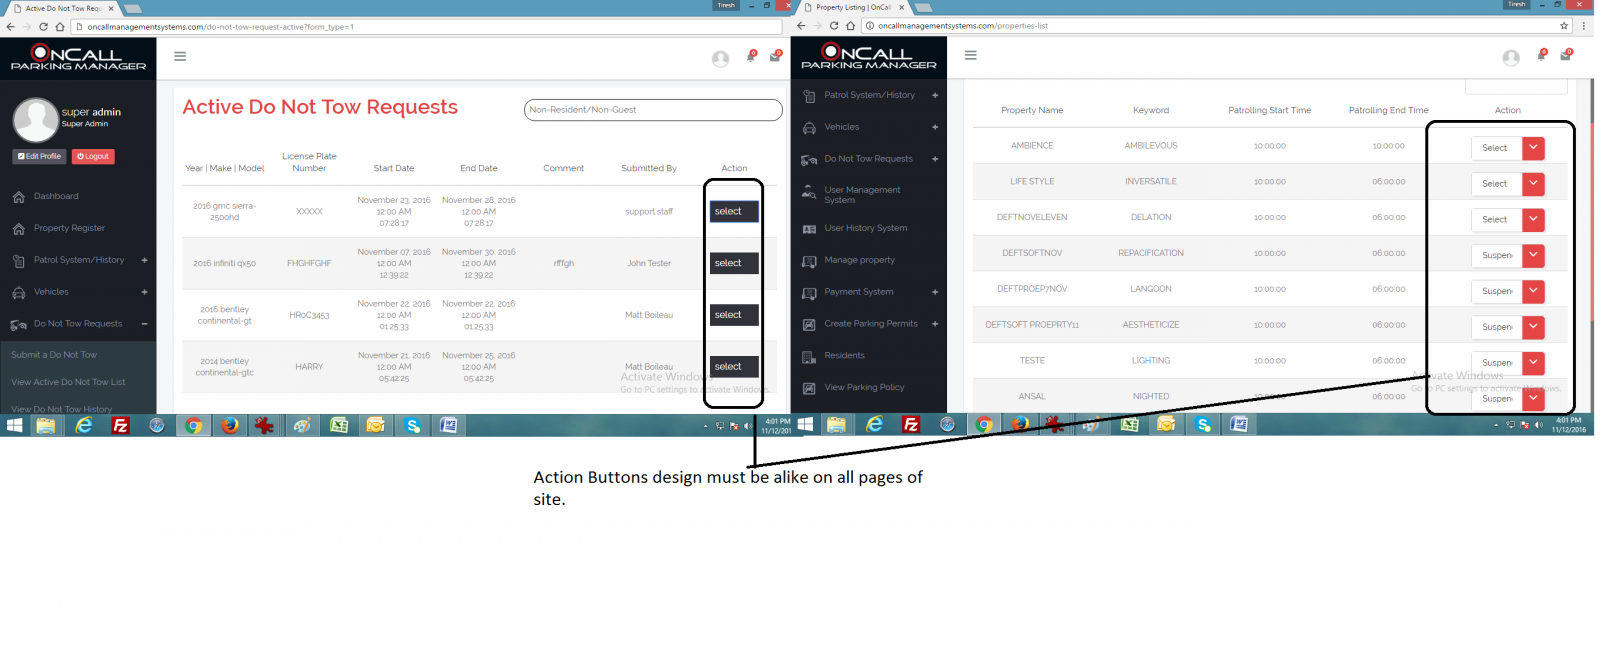 Active Do Not Tow Requ
Tiresh
oncallmanagementsystems.com/do-not-tow-request-active?form_type=1
ONCALL
PARKING MANAGER
6
0
super admin
Super Admin
Edit Profile
Logout
Dashboard
Property Register
Patrol System/History +
Vehicles +
Do Not Tow Requests −
Submit a Do Not Tow
View Active Do Not Tow List
View Do Not Tow History
Active Do Not Tow Requests
Non-Resident/Non-Guest
Year | Make | Model
License Plate
Number
Start Date
End Date
Comment
Submitted By
Action
2016 gmc sierra-
2500hd
XXXXX
November 23, 2016
12:00 AM
07:28:17
November 28, 2016
12:00 AM
07:28:17
support staff
select
2016 infiniti qx50
FHGHFGHF
November 07, 2016
12:00 AM
12:39:22
November 30, 2016
12:00 AM
12:39:22
rfffgh
John Tester
select
2016 bentley
continental-gt
HR0C3453
November 22, 2016
12:00 AM
01:25:33
November 22, 2016
12:00 AM
01:25:33
Matt Boileau
select
2014 bentley
continental-gtc
HARRY
November 21, 2016
12:00 AM
05:42:25
November 25, 2016
12:00 AM
05:42:25
Matt Boileau
select
Activate Windows
Go to PC settings to activate Windows.
4:01 PM
11/12/201
Property Listing | OnCall
Tiresh
oncallmanagementsystems.com/properties-list
ONCALL
PARKING MANAGER
6
0
Patrol System/History +
Vehicles +
Do Not Tow Requests +
User Management
System
User History System
Manage property
Payment System +
Create Parking Permits +
Residents
View Parking Policy
Property Name Keyword Patrolling Start Time Patrolling End Time Action
AMBIENCE AMBILEVOUS 10:00:00 10:00:00 Select
LIFE STYLE INVERSATILE 10:00:00 06:00:00 Select
DEFTNOVELEVEN DELATION 10:00:00 06:00:00 Select
DEFTSOFTNOV REPACIFICATION 10:00:00 06:00:00 Suspen
DEFTPROEP7NOV LANGOON 10:00:00 06:00:00 Suspen
DEFTSOFT PROEPRTY11 AESTHETICIZE 10:00:00 06:00:00 Suspen
TESTE LIGHTING 10:00:00 06:00:00 Suspen
ANSAL NIGHTED 10:00:00 06:00:00 Suspen
Activate Windows
Go to PC settings to activate Windows.
4:01 PM
11/12/2016
Action Buttons design must be alike on all pages of
site.